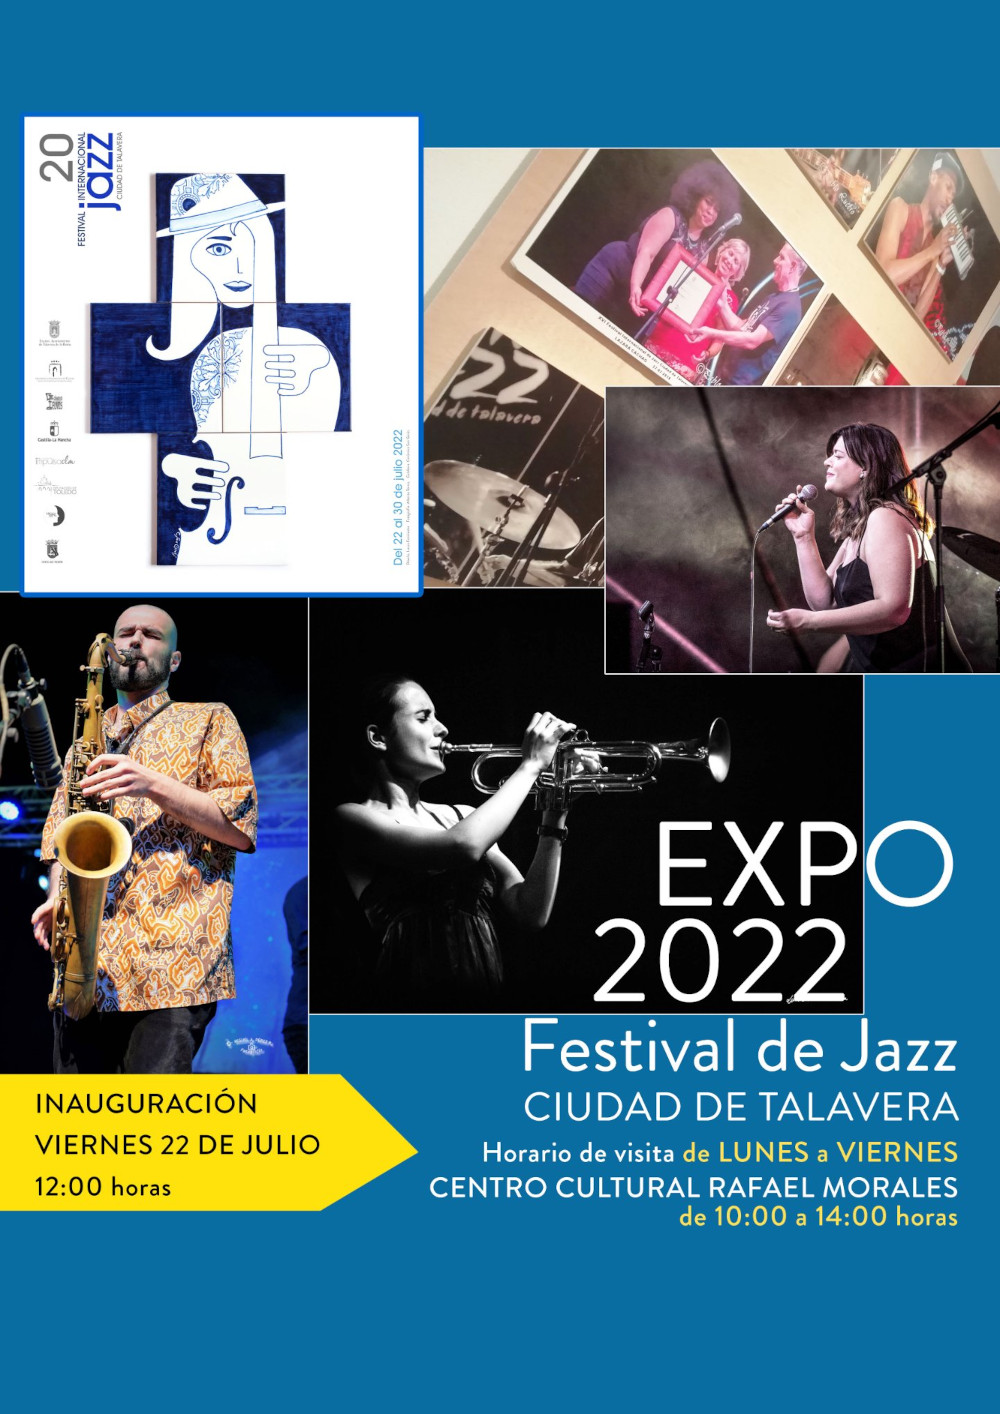 20
FESTIVAL INTERNACIONAL
jazz
CIUDAD DE TALAVERA
Castilla-La Mancha
TOLEDO
Del 22 al 30 de julio 2022
22
d de talavera
EXPO
2022
Festival de Jazz
CIUDAD DE TALAVERA
Horario de visita de LUNES a VIERNES
CENTRO CULTURAL RAFAEL MORALES
de 10:00 a 14:00 horas
INAUGURACIÓN
VIERNES 22 DE JULIO
12:00 horas